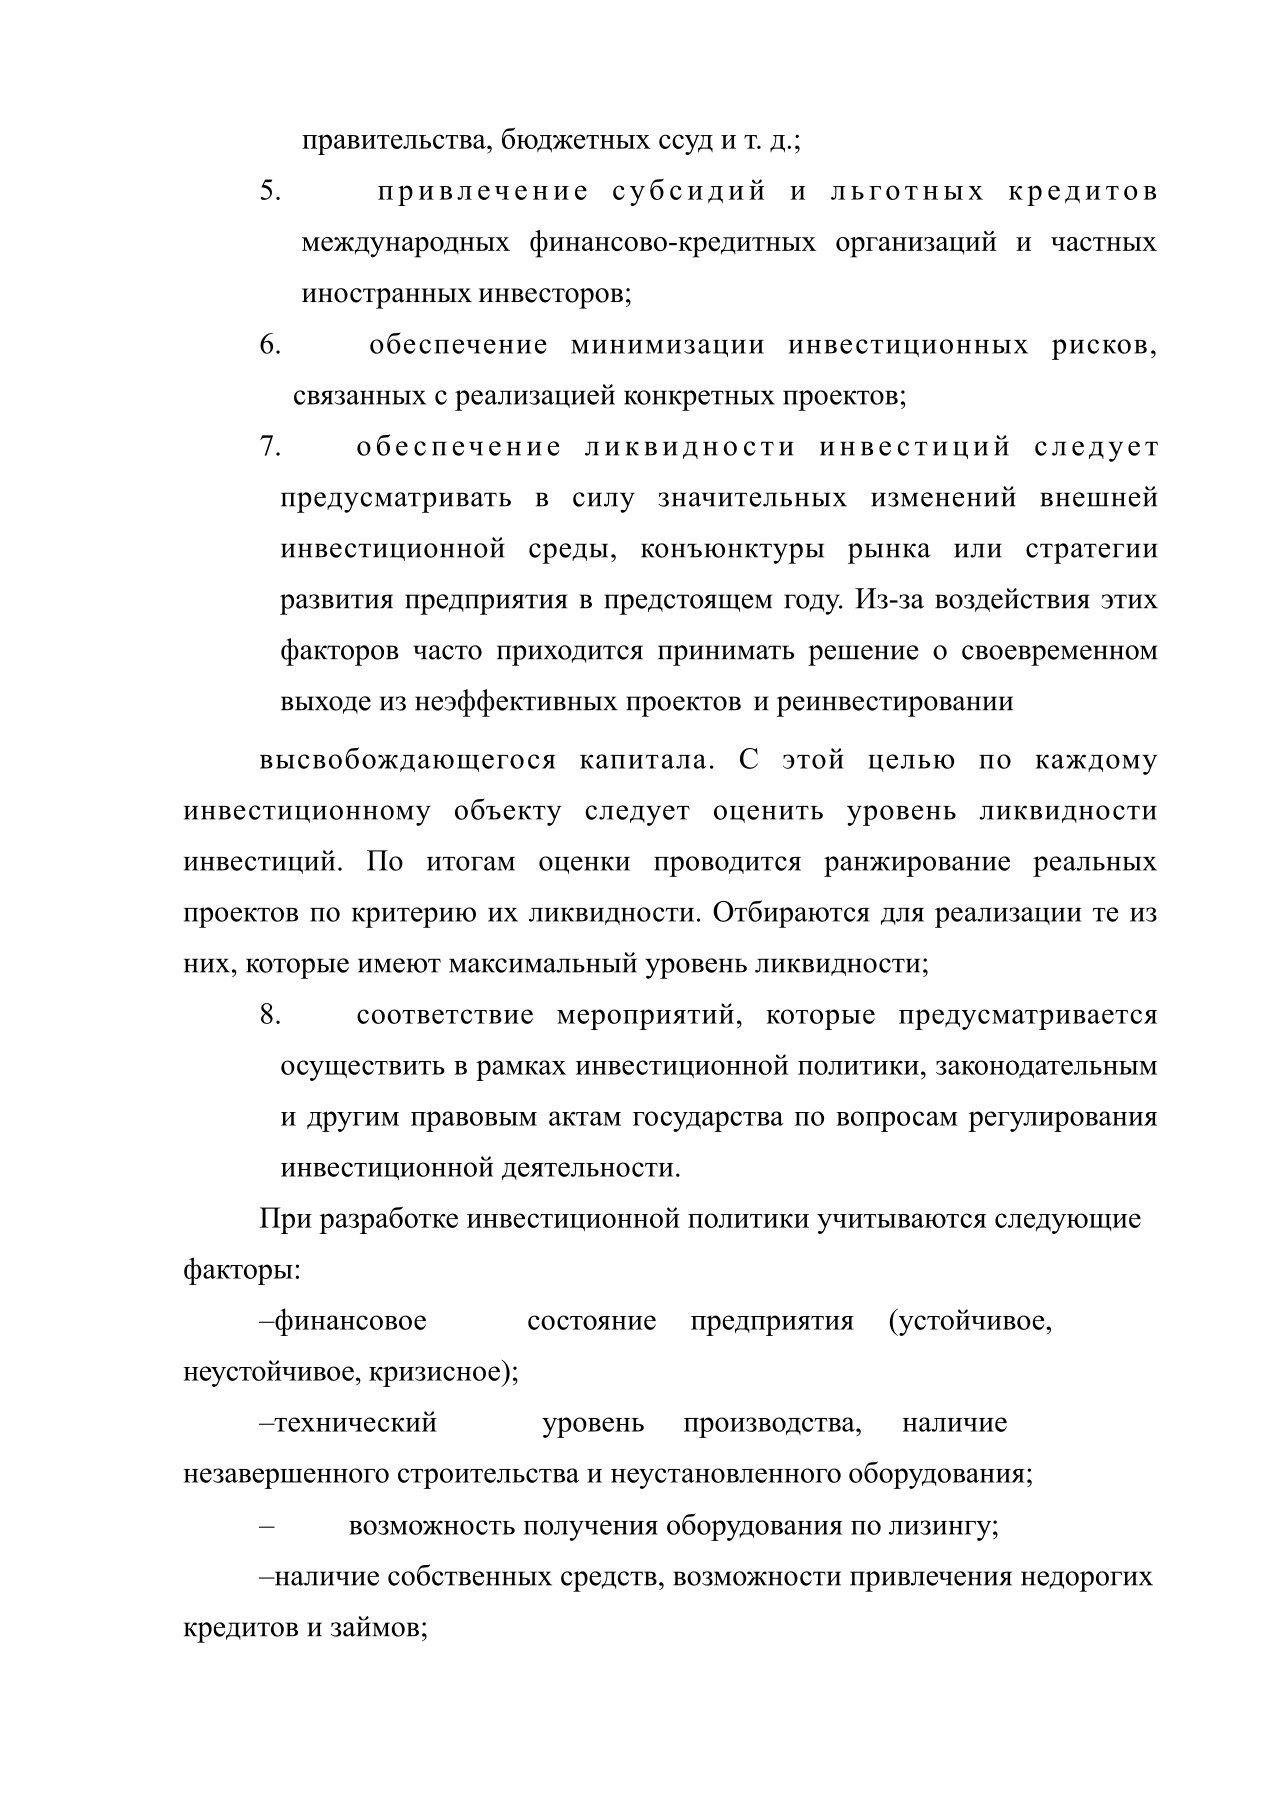 правительства, бюджетных ссуд и т. д.;
5. привлечение субсидий и льготных кредитов
международных финансово-кредитных организаций и частных
иностранных инвесторов;
6. обеспечение минимизации инвестиционных рисков,
связанных с реализацией конкретных проектов;
7. обеспечение ликвидности инвестиций следует
предусматривать в силу значительных изменений внешней
инвестиционной среды, конъюнктуры рынка или стратегии
развития предприятия в предстоящем году. Из-за воздействия этих
факторов часто приходится принимать решение о своевременном
выходе из неэффективных проектов и реинвестировании
высвобождающегося капитала. С этой целью по каждому
инвестиционному объекту следует оценить уровень ликвидности
инвестиций. По итогам оценки проводится ранжирование реальных
проектов по критерию их ликвидности. Отбираются для реализации те из
них, которые имеют максимальный уровень ликвидности;
8. соответствие мероприятий, которые предусматривается
осуществить в рамках инвестиционной политики, законодательным
и другим правовым актам государства по вопросам регулирования
инвестиционной деятельности.
При разработке инвестиционной политики учитываются следующие
факторы:
–финансовое состояние предприятия (устойчивое,
неустойчивое, кризисное);
–технический уровень производства, наличие
незавершенного строительства и неустановленного оборудования;
– возможность получения оборудования по лизингу;
–наличие собственных средств, возможности привлечения недорогих
кредитов и займов;